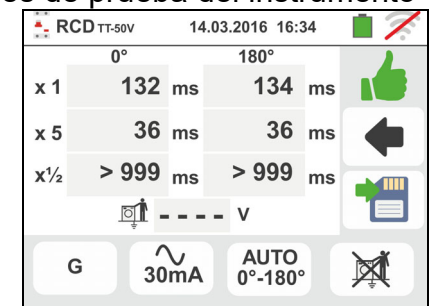 RCD TT-50V 14.03.2016 16:34
0° 180°
x 1 132 ms 134 ms
x 5 36 ms 36 ms
x½ > 999 ms > 999 ms
- - - - V
G 30mA AUTO 0°-180°